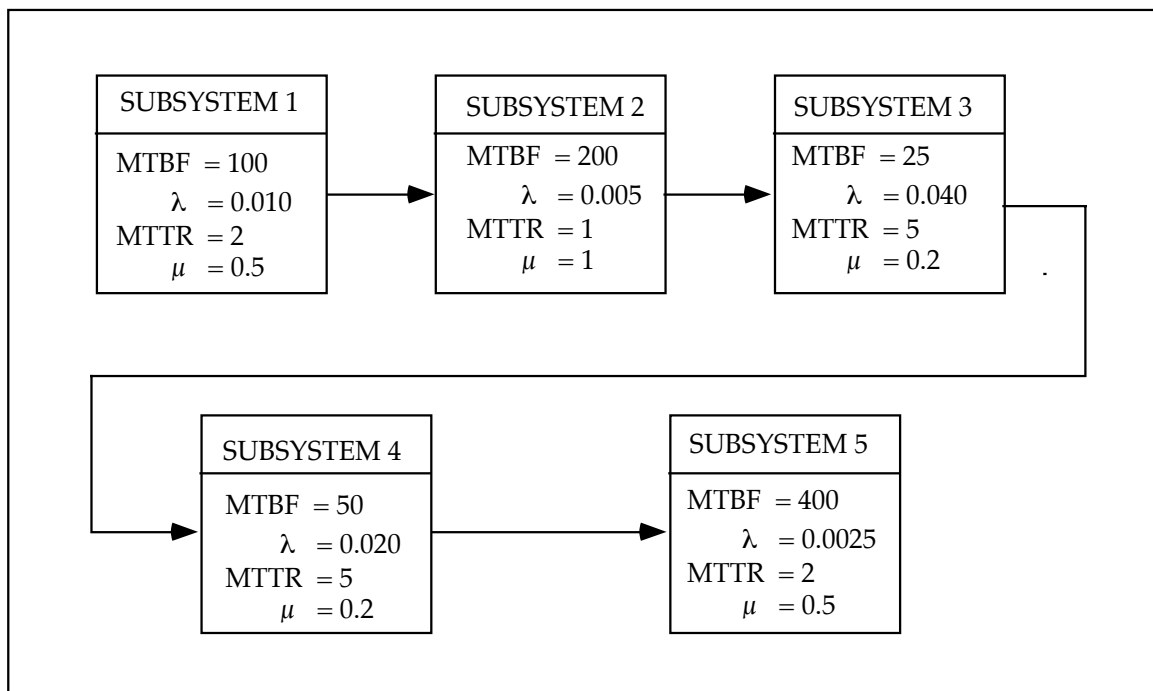 SUBSYSTEM 1
MTBF = 100
λ = 0.010
MTTR = 2
μ = 0.5
SUBSYSTEM 2
MTBF = 200
λ = 0.005
MTTR = 1
μ = 1
SUBSYSTEM 3
MTBF = 25
λ = 0.040
MTTR = 5
μ = 0.2
SUBSYSTEM 4
MTBF = 50
λ = 0.020
MTTR = 5
μ = 0.2
SUBSYSTEM 5
MTBF = 400
λ = 0.0025
MTTR = 2
μ = 0.5